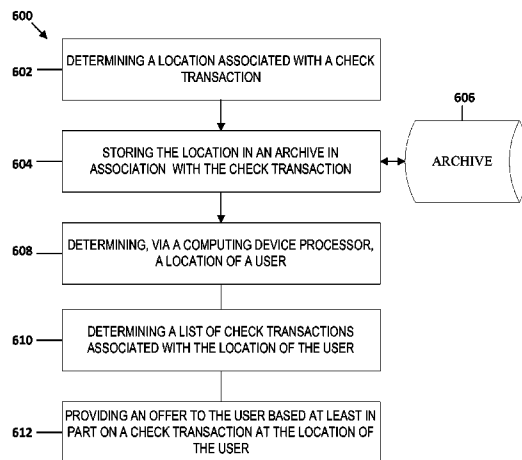 600
602
DETERMINING A LOCATION ASSOCIATED WITH A CHECK
TRANSACTION
606
604
STORING THE LOCATION IN AN ARCHIVE IN
ASSOCIATION WITH THE CHECK TRANSACTION
ARCHIVE
608
DETERMINING, VIA A COMPUTING DEVICE PROCESSOR,
A LOCATION OF A USER
610
DETERMINING A LIST OF CHECK TRANSACTIONS
ASSOCIATED WITH THE LOCATION OF THE USER
612
PROVIDING AN OFFER TO THE USER BASED AT LEAST IN
PART ON A CHECK TRANSACTION AT THE LOCATION OF
THE USER